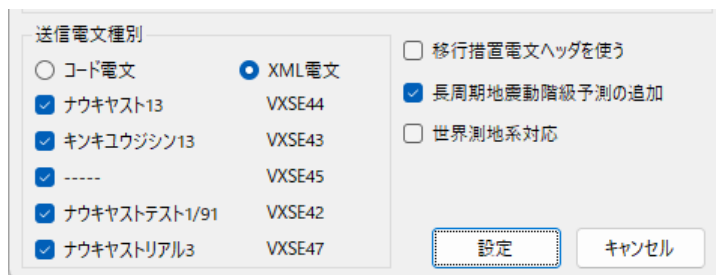 送信電文種別
コード電文 XML電文
ナウキャスト13 VXSE44
キンキユウジシン13 VXSE43
----- VXSE45
ナウキャストテスト1/91 VXSE42
ナウキャストリアル3 VXSE47
移行措置電文ヘッダを使う
長周期地震動階級予測の追加
世界測地系対応
設定 キャンセル